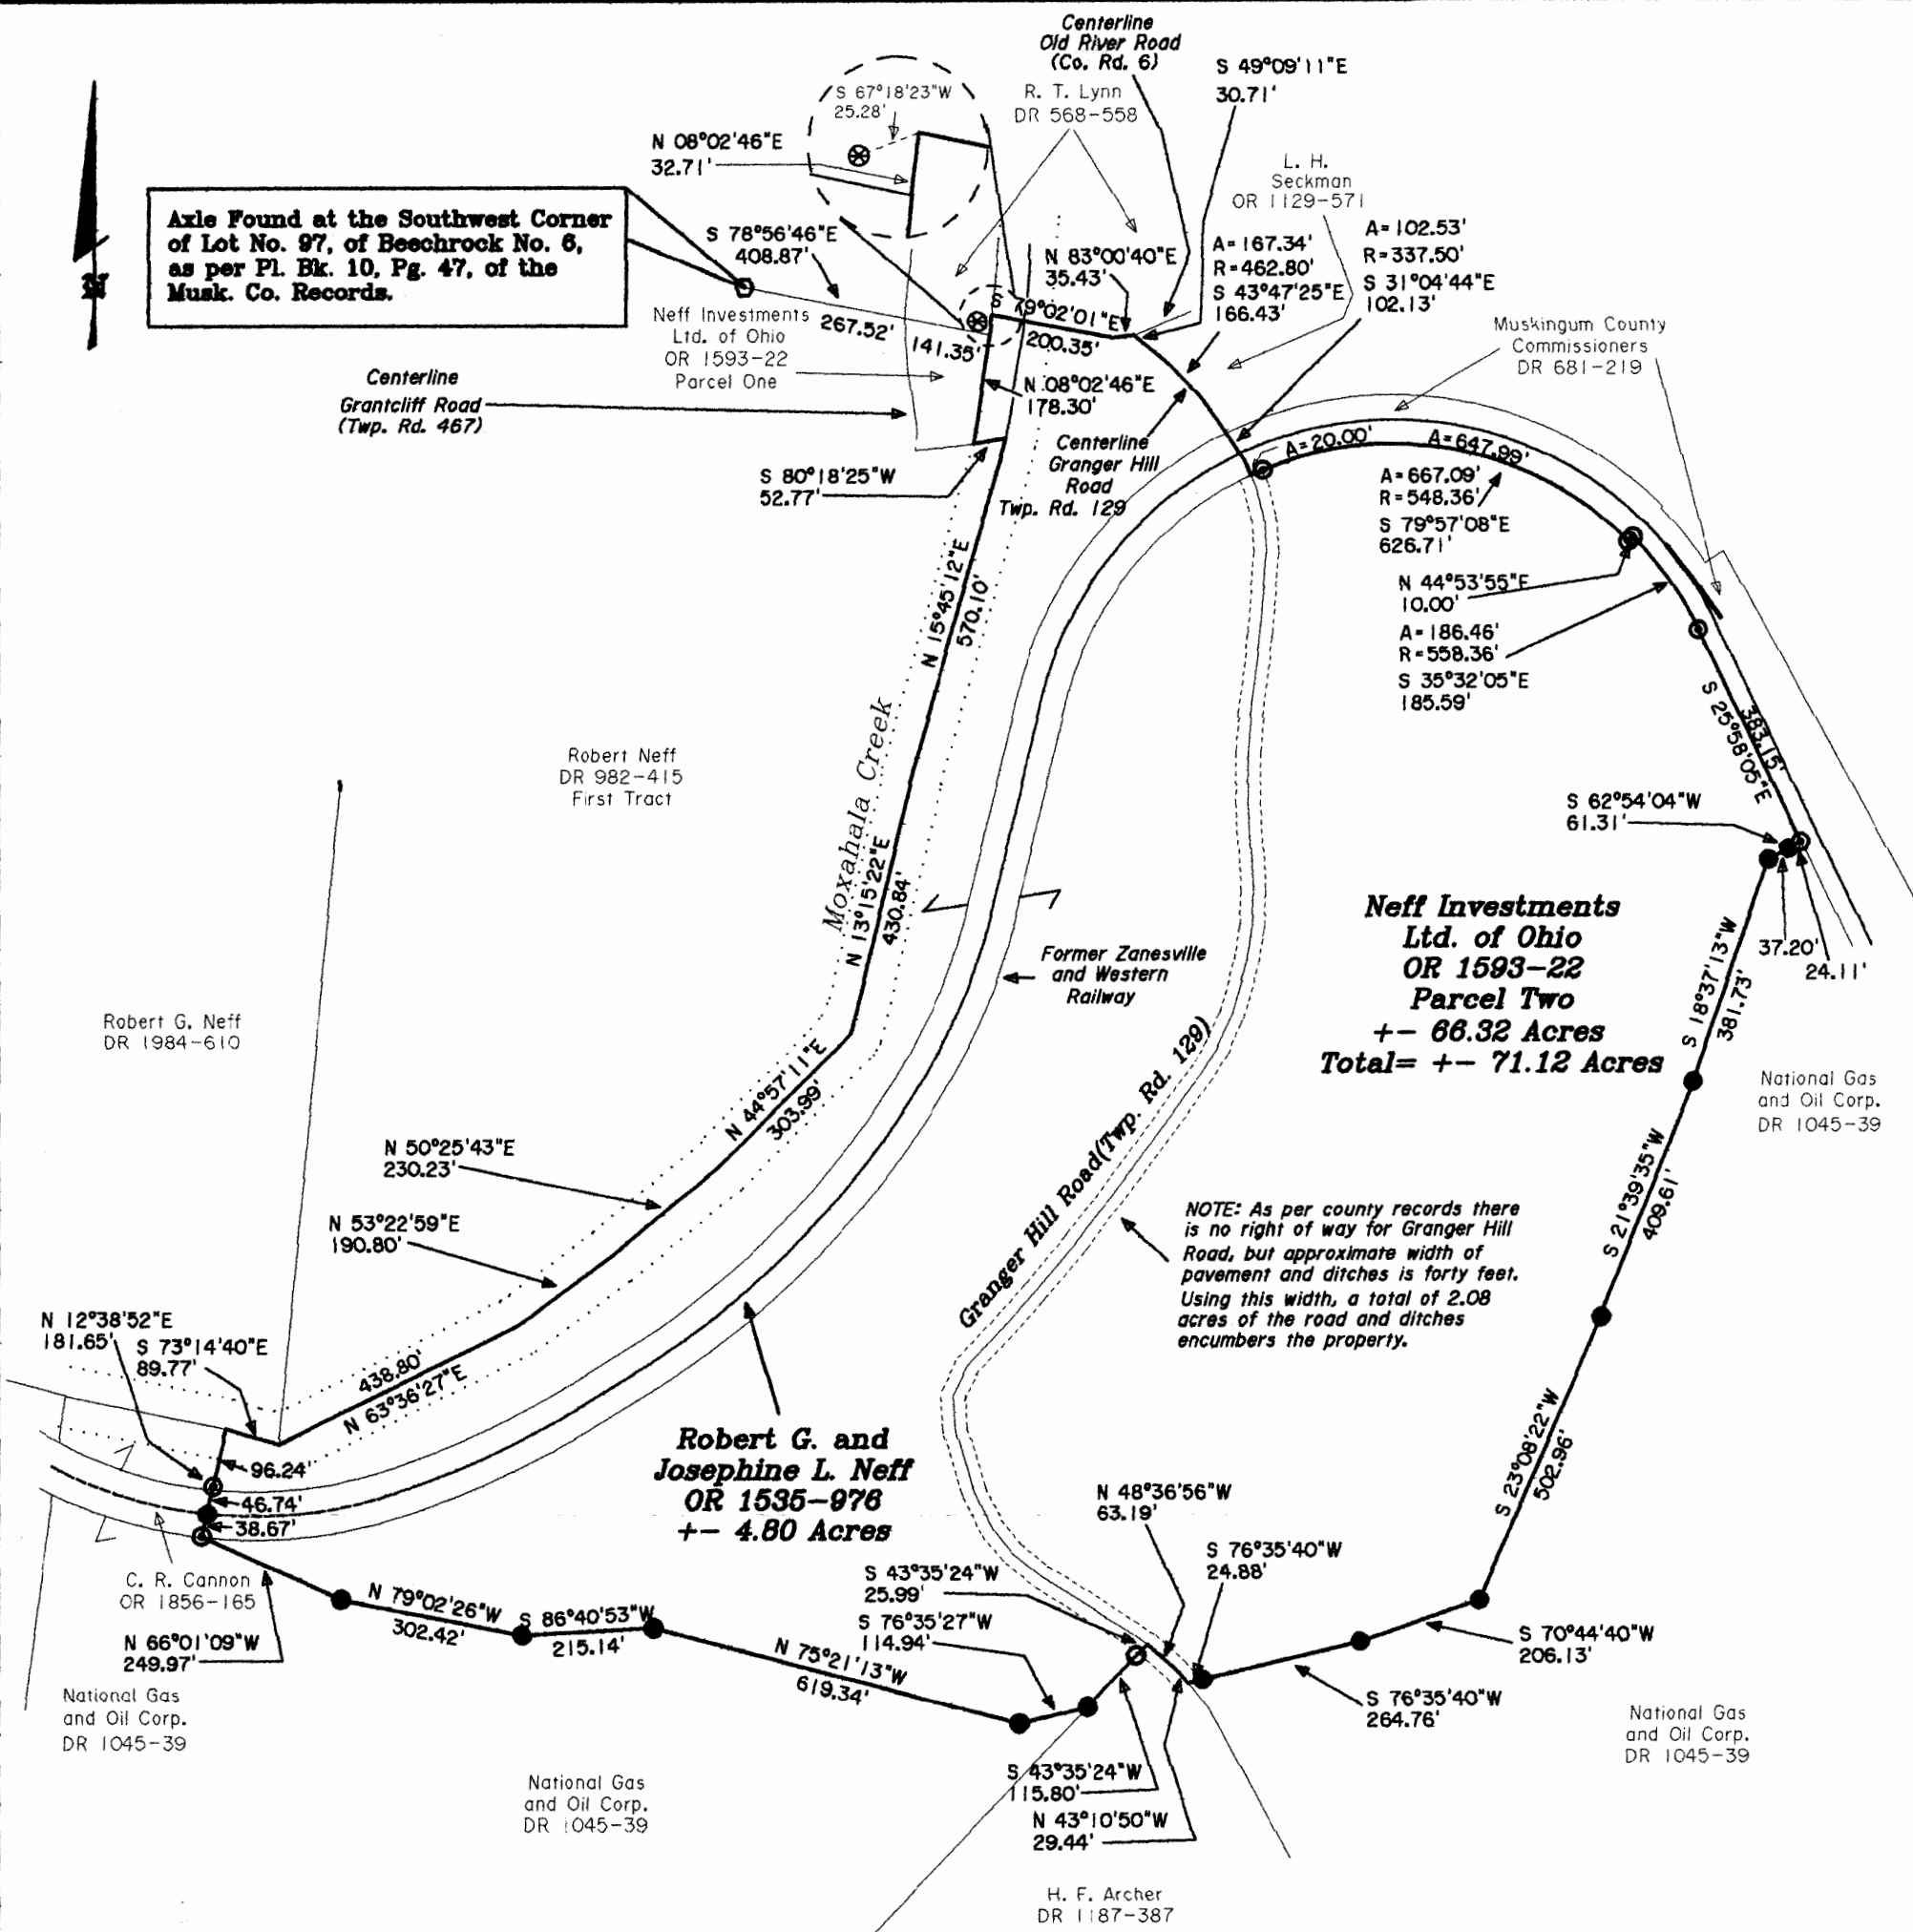 Centerline
Old River Road
(Co. Rd. 6)
S 49°09'11"E
30.71'
S 67°18'23"W
25.28'
R. T. Lynn
DR 568-558
N 08°02'46"E
32.71'
L. H.
Seckman
OR 1129-571
Axle Found at the Southwest Corner
of Lot No. 97, of Beechrock No. 6,
as per Pl. Bk. 10, Pg. 47, of the
Musk. Co. Records.
N
S 78°56'46"E
408.87'
N 83°00'40"E
35.43'
A=167.34'
R=462.80'
S 43°47'25"E
166.43'
A=102.53'
R=337.50'
S 31°04'44"E
102.13'
Neff Investments
Ltd. of Ohio
OR 1593-22
Parcel One
267.52'
141.35'
S 79°02'01"E
200.35'
Muskingum County
Commissioners
DR 681-219
Centerline
Grantcliff Road
(Twp. Rd. 467)
N 08°02'46"E
178.30'
Centerline
Granger Hill
Road
Twp. Rd. 129
A=20.00'
A=647.99'
S 80°18'25"W
52.77'
A=667.09'
R=548.36'
S 79°57'08"E
626.71'
N 15°45'12"E
570.10'
N 44°53'55"E
10.00'
A=186.46'
R=558.36'
S 35°32'05"E
185.59'
383.15'
S 25°58'05"E
Robert Neff
DR 982-415
First Tract
Moxahala Creek
S 62°54'04"W
61.31'
N 13°15'22"E
430.84'
Neff Investments
Ltd. of Ohio
OR 1593-22
Parcel Two
+- 66.32 Acres
Total= +- 71.12 Acres
37.20'
24.11'
Former Zanesville
and Western
Railway
S 18°37'13"W
381.73'
Robert G. Neff
DR 1984-610
National Gas
and Oil Corp.
DR 1045-39
N 44°57'11"E
303.99'
Granger Hill Road(Twp. Rd. 129)
N 50°25'43"E
230.23'
S 21°39'35"W
409.61'
N 53°22'59"E
190.80'
NOTE: As per county records there
is no right of way for Granger Hill
Road, but approximate width of
pavement and ditches is forty feet.
Using this width, a total of 2.08
acres of the road and ditches
encumbers the property.
N 12°38'52"E
181.65'
S 73°14'40"E
89.77'
438.80'
N 63°36'27"E
S 23°08'22"W
502.96'
96.24'
46.74'
38.67'
Robert G. and
Josephine L. Neff
OR 1535-976
+- 4.80 Acres
N 48°36'56"W
63.19'
S 76°35'40"W
24.88'
C. R. Cannon
OR 1856-165
S 43°35'24"W
25.99'
N 79°02'26"W
302.42'
S 86°40'53"W
215.14'
S 76°35'27"W
114.94'
N 66°01'09"W
249.97'
N 75°21'13"W
619.34'
S 70°44'40"W
206.13'
S 76°35'40"W
264.76'
National Gas
and Oil Corp.
DR 1045-39
National Gas
and Oil Corp.
DR 1045-39
S 43°35'24"W
115.80'
N 43°10'50"W
29.44'
National Gas
and Oil Corp.
DR 1045-39
H. F. Archer
DR 1187-387